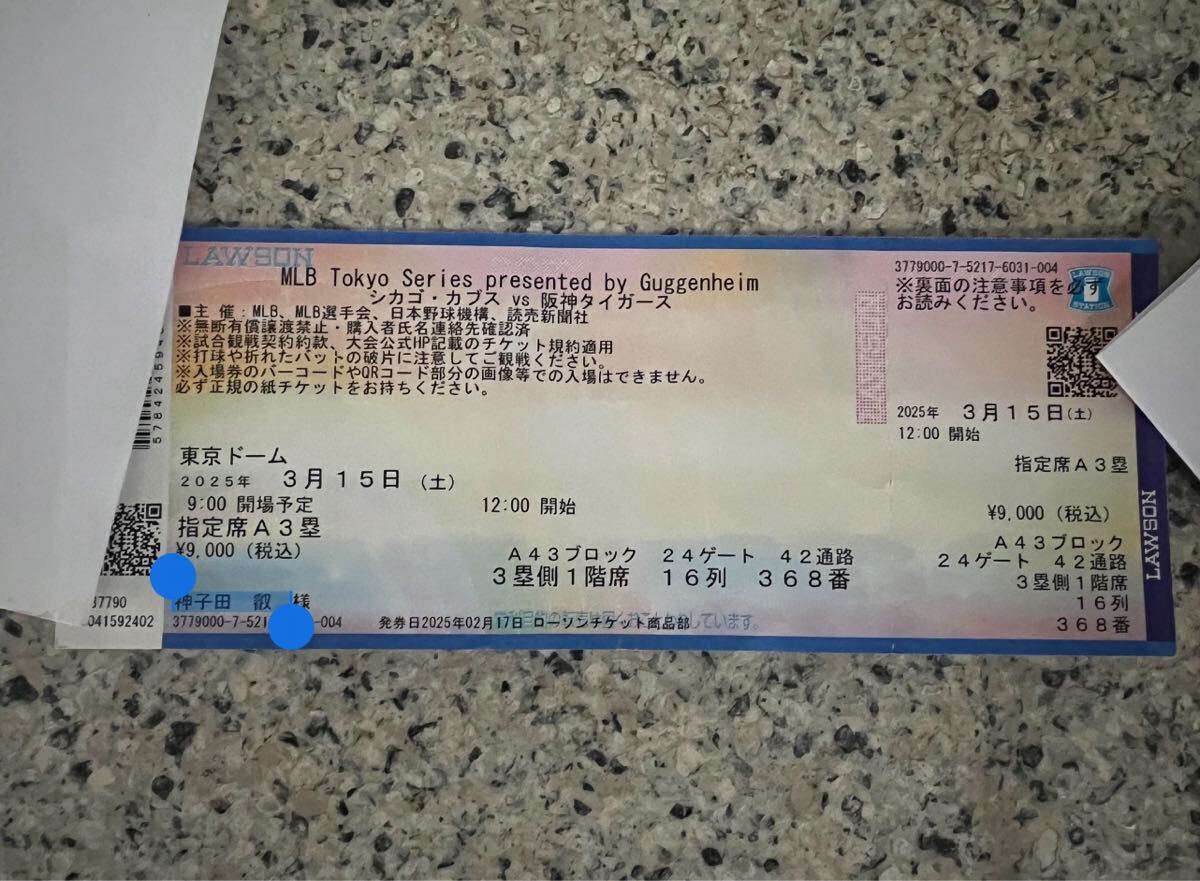 LAWSON
MLB Tokyo Series presented by Guggenheim
シカゴ・カブス vs 阪神タイガース
■主 催：MLB、MLB選手会、日本野球機構、読売新聞社
※無断有償譲渡禁止・購入者氏名連絡先確認済
※試合観戦契約約款、大会公式HP記載のチケット規約適用
※打球や折れたバットの破片に注意してご観戦ください。
※入場券のバーコードやQRコード部分の画像等での入場はできません。
必ず正規の紙チケットをお持ちください。
東京ドーム
2025年 3月15日 (土)
9:00 開場予定 12:00 開始
指定席A3塁
¥9,000 (税込)
A43ブロック 24ゲート 42通路
3塁側1階席 16列 368番
神子田 叡 様
3779000-7-521 -004 発券日2025年02月17日 ローソンチケット商品部
37790
041592402
3779000-7-5217-6031-004
※裏面の注意事項を必ず
お読みください。
LAWSON
STATION
2025年 3月15日(土)
12:00 開始
指定席A3塁
¥9,000 (税込)
A43ブロック
24ゲート 42通路
3塁側1階席
16列
368番
LAWSON